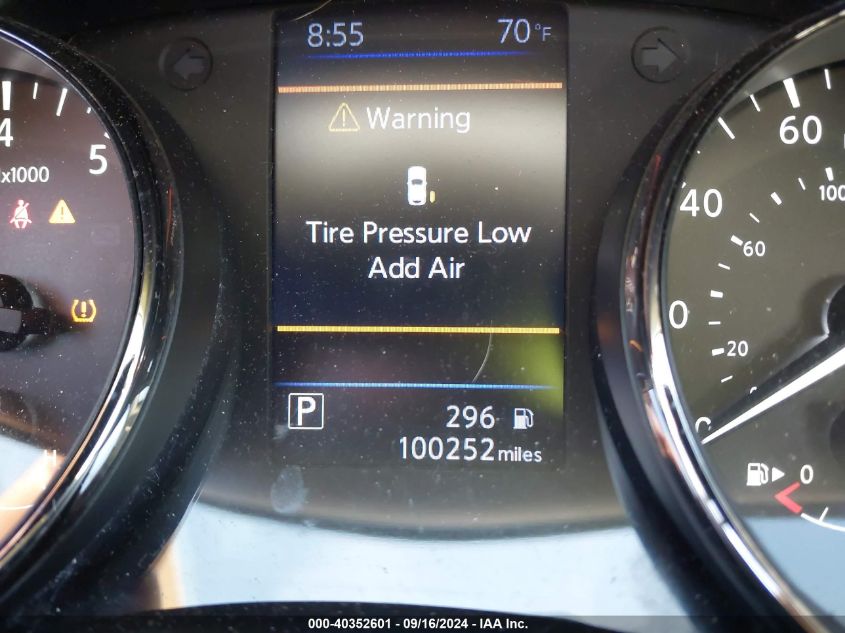 8:55 70°F
Warning
Tire Pressure Low
Add Air
P 296
100252 miles
4 5
x1000
H
60
100
40
60
20
0
000-40352601 - 09/16/2024 - IAA Inc.